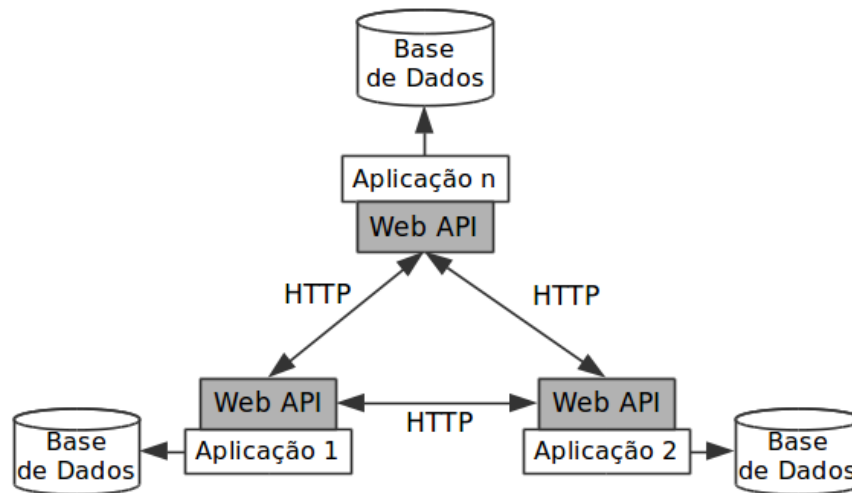 Base
de Dados
Aplicação n
Web API
HTTP
HTTP
Web API
HTTP
Web API
Base
de Dados
Aplicação 1
Aplicação 2
Base
de Dados